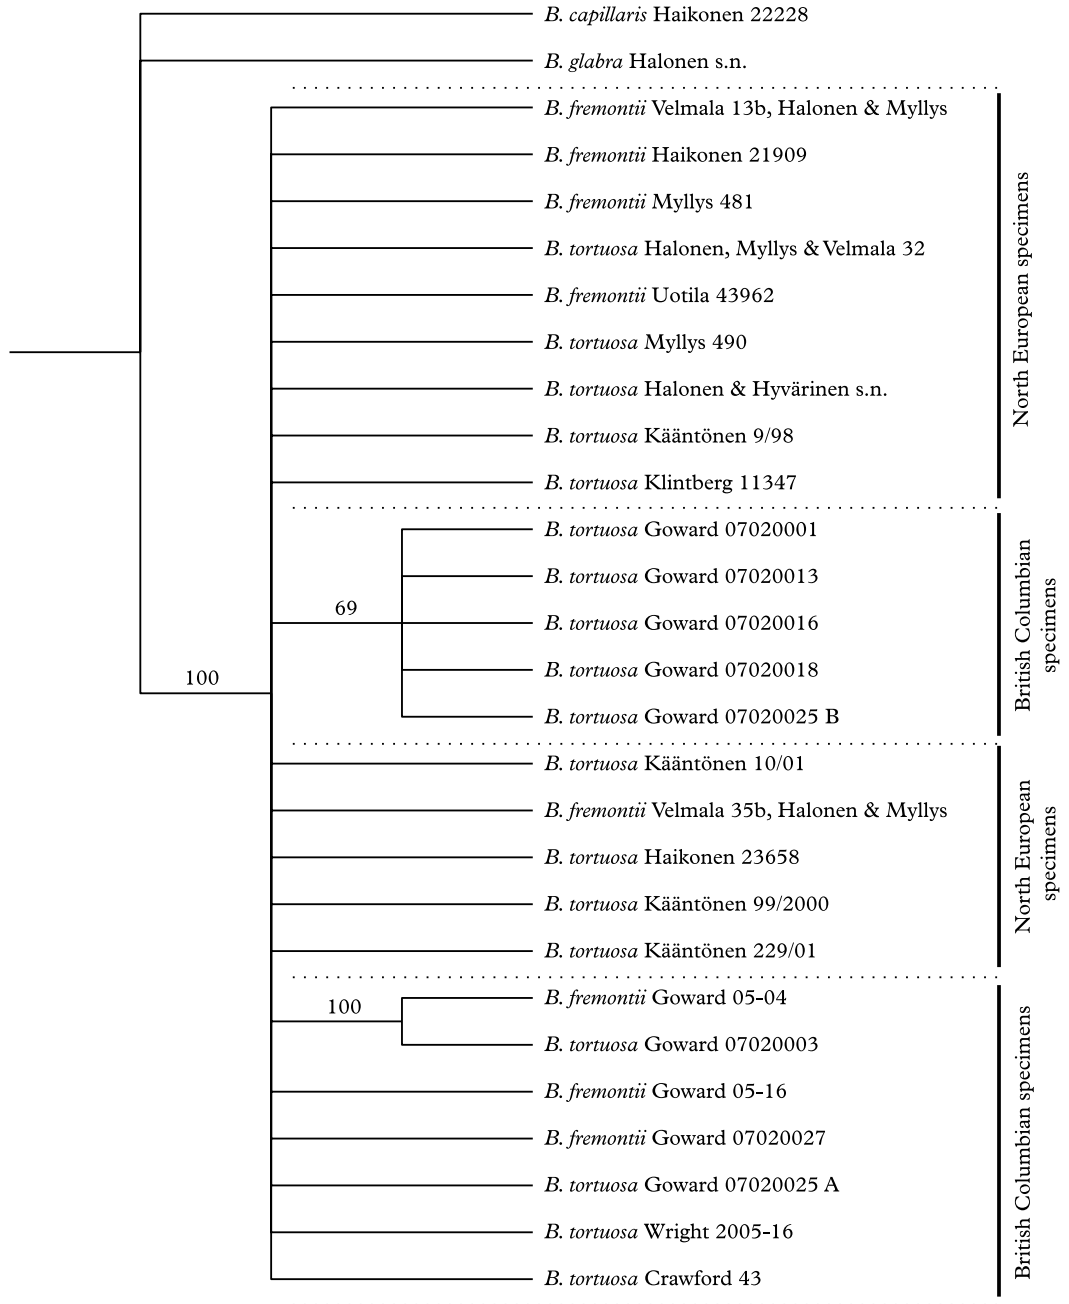 B. capillaris Haikonen 22228
B. glabra Halonen s.n.
B. fremontii Velmala 13b, Halonen & Myllys
B. fremontii Haikonen 21909
B. fremontii Myllys 481
B. tortuosa Halonen, Myllys & Velmala 32
B. fremontii Uotila 43962
B. tortuosa Myllys 490
B. tortuosa Halonen & Hyvärinen s.n.
B. tortuosa Kääntönen 9/98
B. tortuosa Klintberg 11347
North European specimens
B. tortuosa Goward 07020001
B. tortuosa Goward 07020013
69
B. tortuosa Goward 07020016
B. tortuosa Goward 07020018
100
B. tortuosa Goward 07020025 B
British Columbian
specimens
B. tortuosa Kääntönen 10/01
B. fremontii Velmala 35b, Halonen & Myllys
B. tortuosa Haikonen 23658
B. tortuosa Kääntönen 99/2000
B. tortuosa Kääntönen 229/01
North European
specimens
B. fremontii Goward 05-04
100
B. tortuosa Goward 07020003
B. fremontii Goward 05-16
B. fremontii Goward 07020027
B. tortuosa Goward 07020025 A
B. tortuosa Wright 2005-16
B. tortuosa Crawford 43
British Columbian specimens